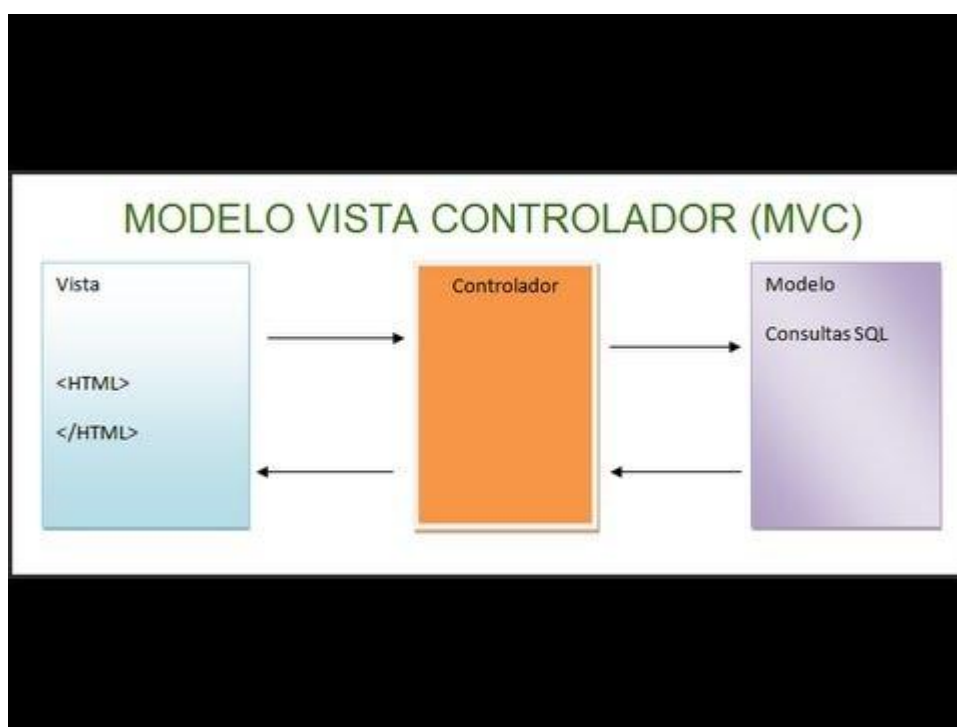 MODELO VISTA CONTROLADOR (MVC)
Vista
<HTML>
</HTML>
Controlador
Modelo
Consultas SQL